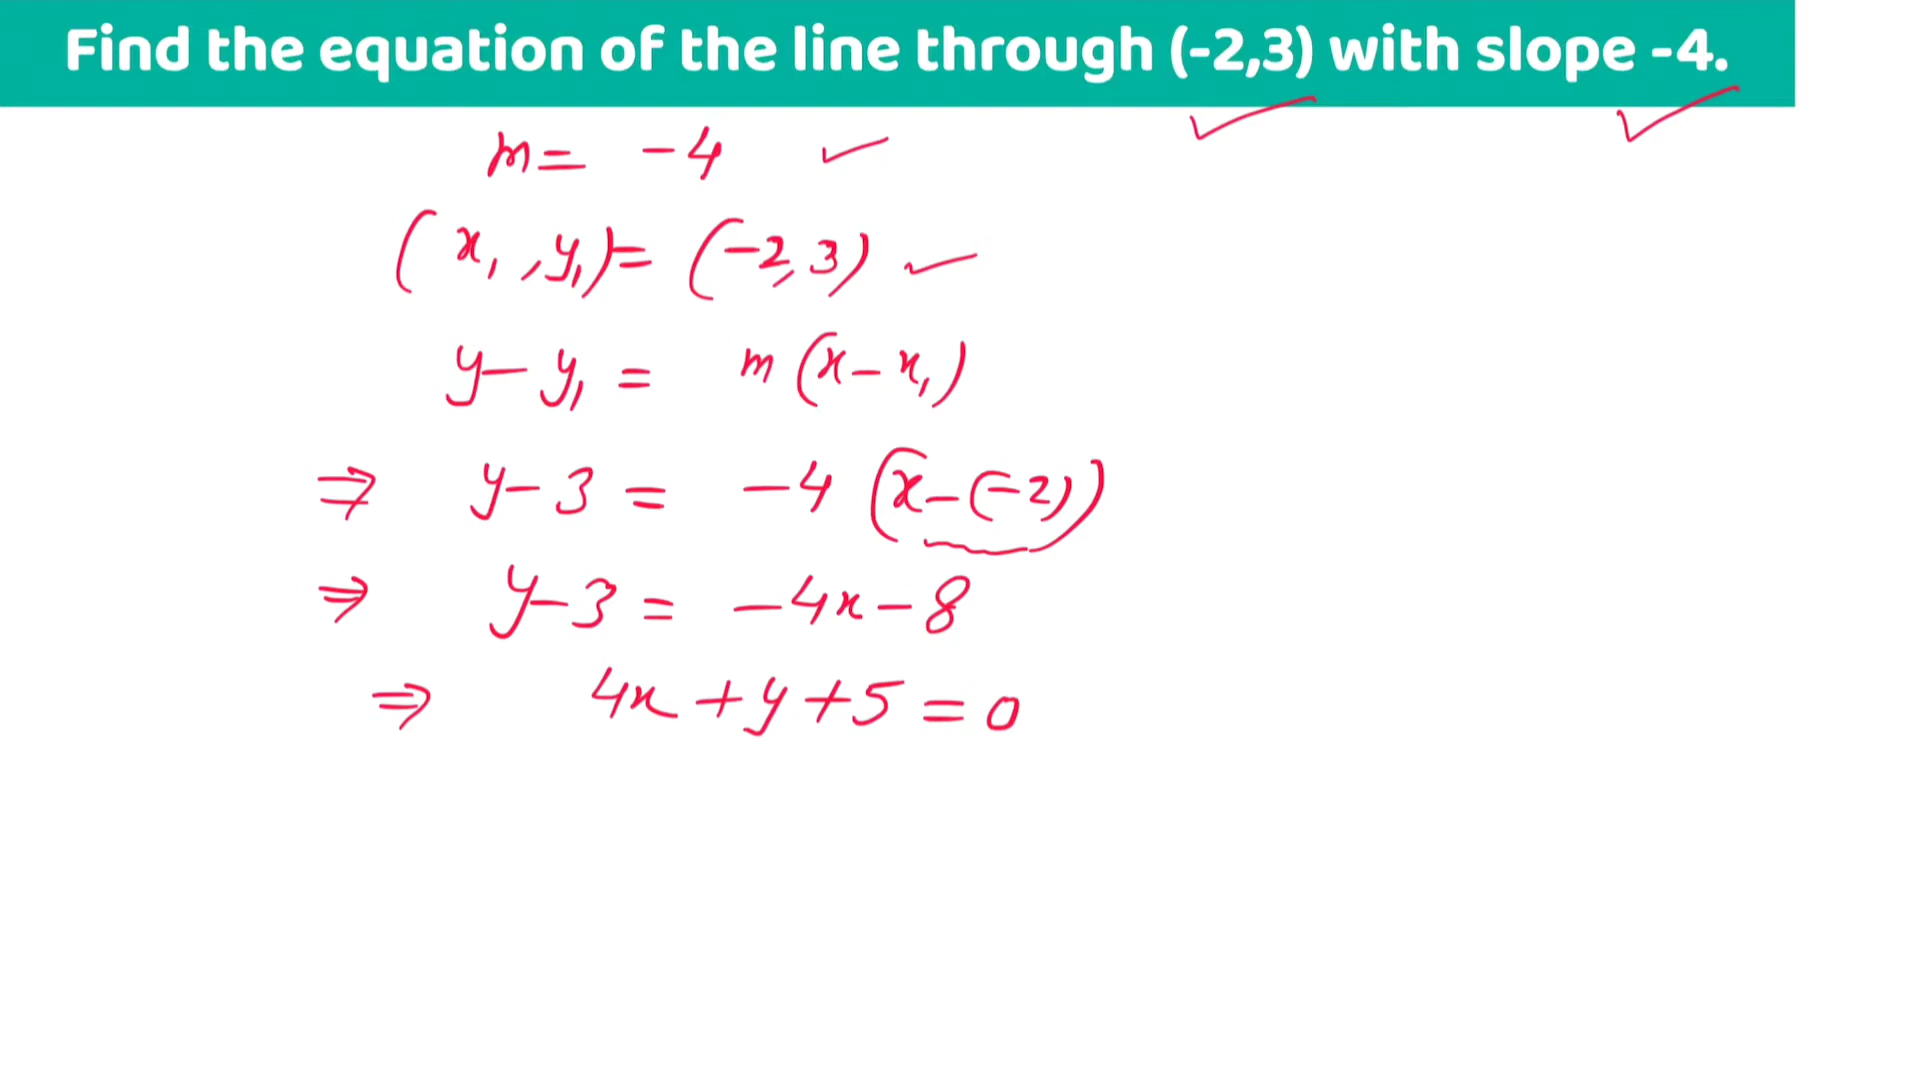 Find the equation of the line through (-2,3) with slope -4.
m = -4 ✓
(x₁, y₁) = (-2, 3) ✓
y - y₁ = m(x - x₁)
⇒ y - 3 = -4(x - (-2))
⇒ y - 3 = -4x - 8
⇒ 4x + y + 5 = 0